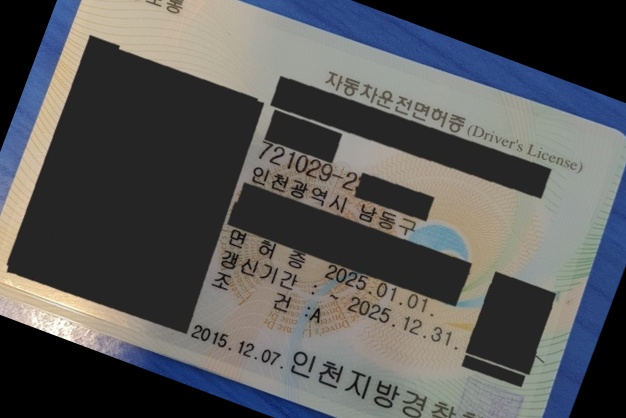 자동차운전면허증 (Driver's License)
721029-2
인천광역시 남동구
면 허 증
갱신기간 : 2025.01.01.
~ 2025.12.31.
조 건 :A
2015.12.07. 인천지방경찰